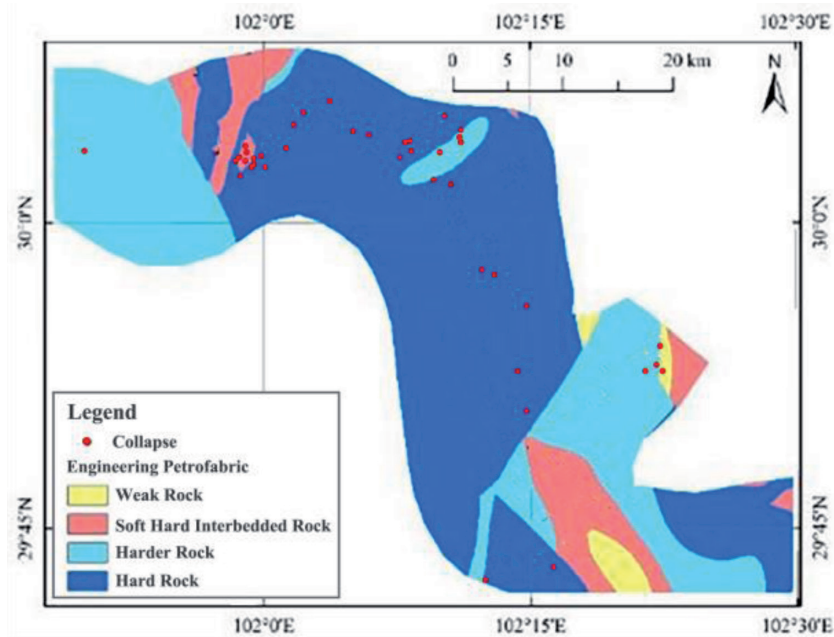 102°0'E 102°15'E 102°30'E
0 5 10 20 km N
30°0'N 30°0'N
Legend
Collapse
Engineering Petrofabric
Weak Rock
Soft Hard Interbedded Rock
Harder Rock
Hard Rock
29°45'N 29°45'N
102°0'E 102°15'E 102°30'E